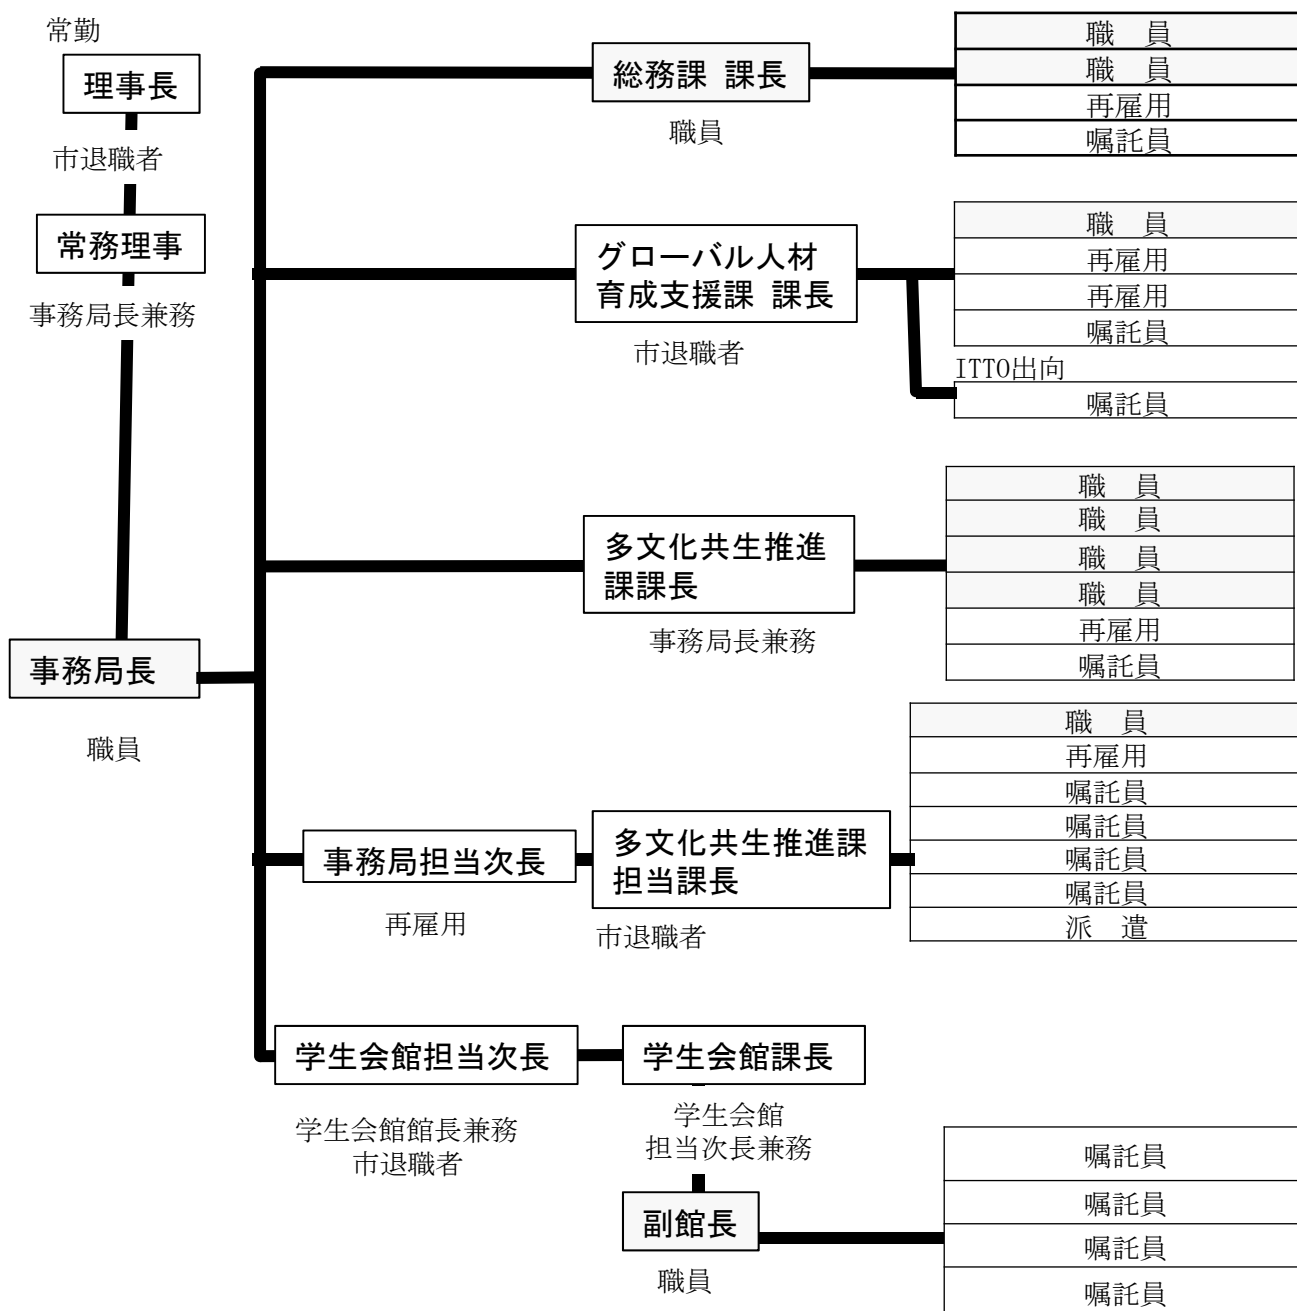 常勤
理事長
市退職者
常務理事
事務局長兼務
事務局長
職員
総務課 課長
職員
職　員
職　員
再雇用
嘱託員
グローバル人材
育成支援課 課長
市退職者
職　員
再雇用
再雇用
嘱託員
ITTO出向
嘱託員
多文化共生推進
課課長
事務局長兼務
職　員
職　員
職　員
職　員
再雇用
嘱託員
事務局担当次長
再雇用
多文化共生推進課
担当課長
市退職者
職　員
再雇用
嘱託員
嘱託員
嘱託員
嘱託員
派　遣
学生会館担当次長
学生会館館長兼務
市退職者
学生会館課長
学生会館
担当次長兼務
副館長
職員
嘱託員
嘱託員
嘱託員
嘱託員